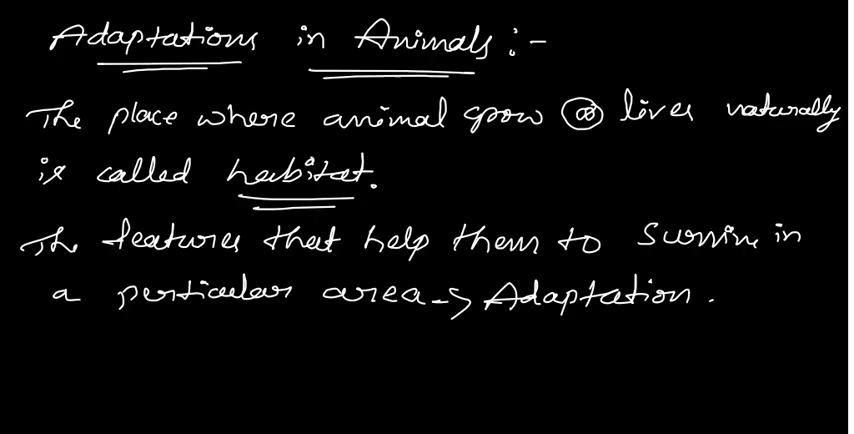 Adaptations in Animals:-
The place where animal grow or lives naturally
is called habitat.
The features that help them to survive in
a perticular area → Adaptation.